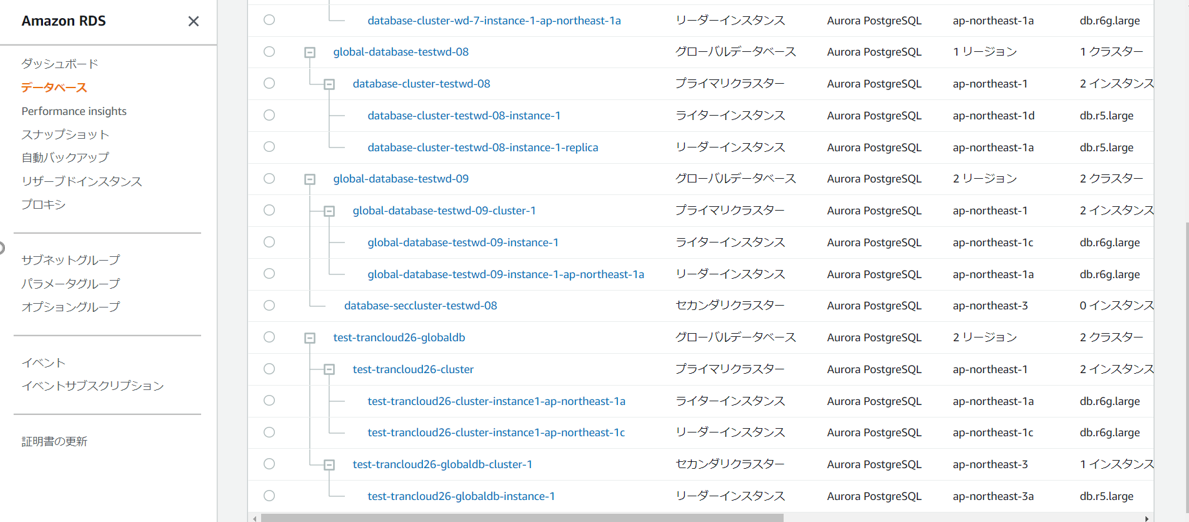 Amazon RDS
ダッシュボード
データベース
Performance insights
スナップショット
自動バックアップ
リザーブドインスタンス
プロキシ
サブネットグループ
パラメータグループ
オプショングループ
イベント
イベントサブスクリプション
証明書の更新
database-cluster-wd-7-instance-1-ap-northeast-1a リーダーインスタンス Aurora PostgreSQL ap-northeast-1a db.r6g.large
global-database-testwd-08 グローバルデータベース Aurora PostgreSQL 1 リージョン 1 クラスター
database-cluster-testwd-08 プライマリクラスター Aurora PostgreSQL ap-northeast-1 2 インスタンス
database-cluster-testwd-08-instance-1 ライターインスタンス Aurora PostgreSQL ap-northeast-1d db.r5.large
database-cluster-testwd-08-instance-1-replica リーダーインスタンス Aurora PostgreSQL ap-northeast-1a db.r5.large
global-database-testwd-09 グローバルデータベース Aurora PostgreSQL 2 リージョン 2 クラスター
global-database-testwd-09-cluster-1 プライマリクラスター Aurora PostgreSQL ap-northeast-1 2 インスタンス
global-database-testwd-09-instance-1 ライターインスタンス Aurora PostgreSQL ap-northeast-1c db.r6g.large
global-database-testwd-09-instance-1-ap-northeast-1a リーダーインスタンス Aurora PostgreSQL ap-northeast-1a db.r6g.large
database-seccluster-testwd-08 セカンダリクラスター Aurora PostgreSQL ap-northeast-3 0 インスタンス
test-trancloud26-globaldb グローバルデータベース Aurora PostgreSQL 2 リージョン 2 クラスター
test-trancloud26-cluster プライマリクラスター Aurora PostgreSQL ap-northeast-1 2 インスタンス
test-trancloud26-cluster-instance1-ap-northeast-1a ライターインスタンス Aurora PostgreSQL ap-northeast-1a db.r6g.large
test-trancloud26-cluster-instance1-ap-northeast-1c リーダーインスタンス Aurora PostgreSQL ap-northeast-1c db.r6g.large
test-trancloud26-globaldb-cluster-1 セカンダリクラスター Aurora PostgreSQL ap-northeast-3 1 インスタンス
test-trancloud26-globaldb-instance-1 リーダーインスタンス Aurora PostgreSQL ap-northeast-3a db.r5.large